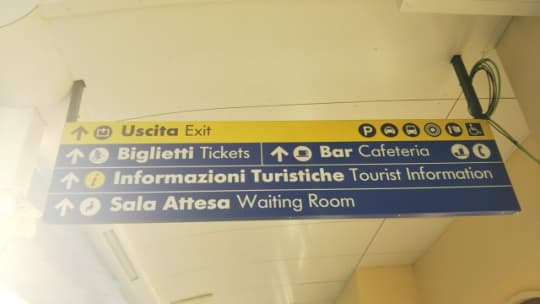 Uscita Exit P
Biglietti Tickets Bar Cafeteria
i Informazioni Turistiche Tourist Information
Sala Attesa Waiting Room